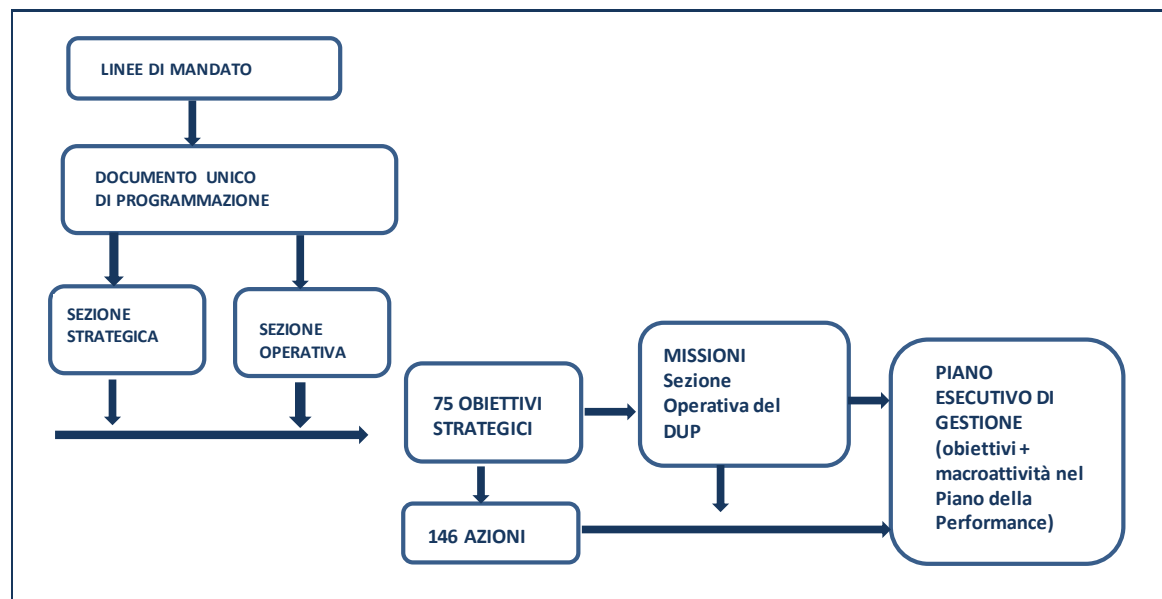 LINEE DI MANDATO
DOCUMENTO UNICO
DI PROGRAMMAZIONE
SEZIONE
STRATEGICA
SEZIONE
OPERATIVA
75 OBIETTIVI
STRATEGICI
146 AZIONI
MISSIONI
Sezione
Operativa del
DUP
PIANO
ESECUTIVO DI
GESTIONE
(obiettivi +
macroattività nel
Piano della
Performance)